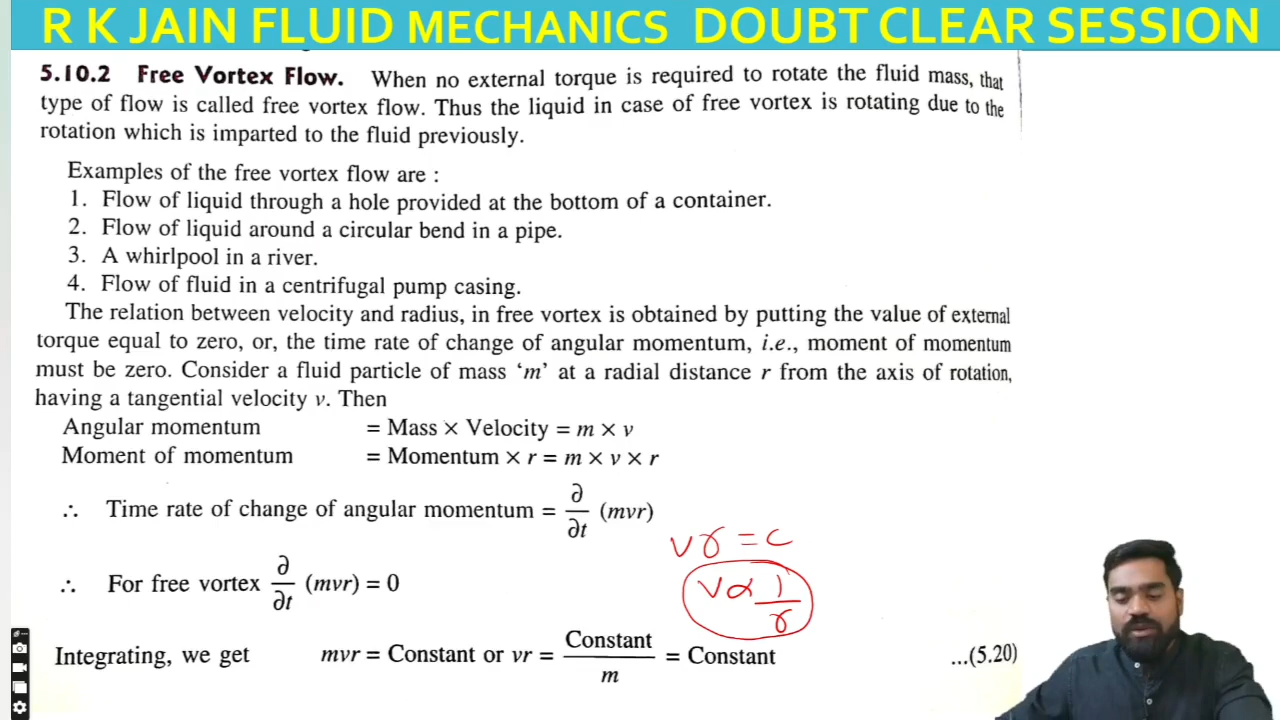 R K JAIN FLUID MECHANICS DOUBT CLEAR SESSION
5.10.2 Free Vortex Flow. When no external torque is required to rotate the fluid mass, that
type of flow is called free vortex flow. Thus the liquid in case of free vortex is rotating due to the
rotation which is imparted to the fluid previously.
Examples of the free vortex flow are :
1. Flow of liquid through a hole provided at the bottom of a container.
2. Flow of liquid around a circular bend in a pipe.
3. A whirlpool in a river.
4. Flow of fluid in a centrifugal pump casing.
The relation between velocity and radius, in free vortex is obtained by putting the value of external
torque equal to zero, or, the time rate of change of angular momentum, i.e., moment of momentum
must be zero. Consider a fluid particle of mass ‘m’ at a radial distance r from the axis of rotation,
having a tangential velocity v. Then
Angular momentum = Mass × Velocity = m × v
Moment of momentum = Momentum × r = m × v × r
∴ Time rate of change of angular momentum = ∂/∂t (mvr)
vr = c
∴ For free vortex ∂/∂t (mvr) = 0
v ∝ 1/r
Integrating, we get mvr = Constant or vr = Constant/m = Constant ...(5.20)